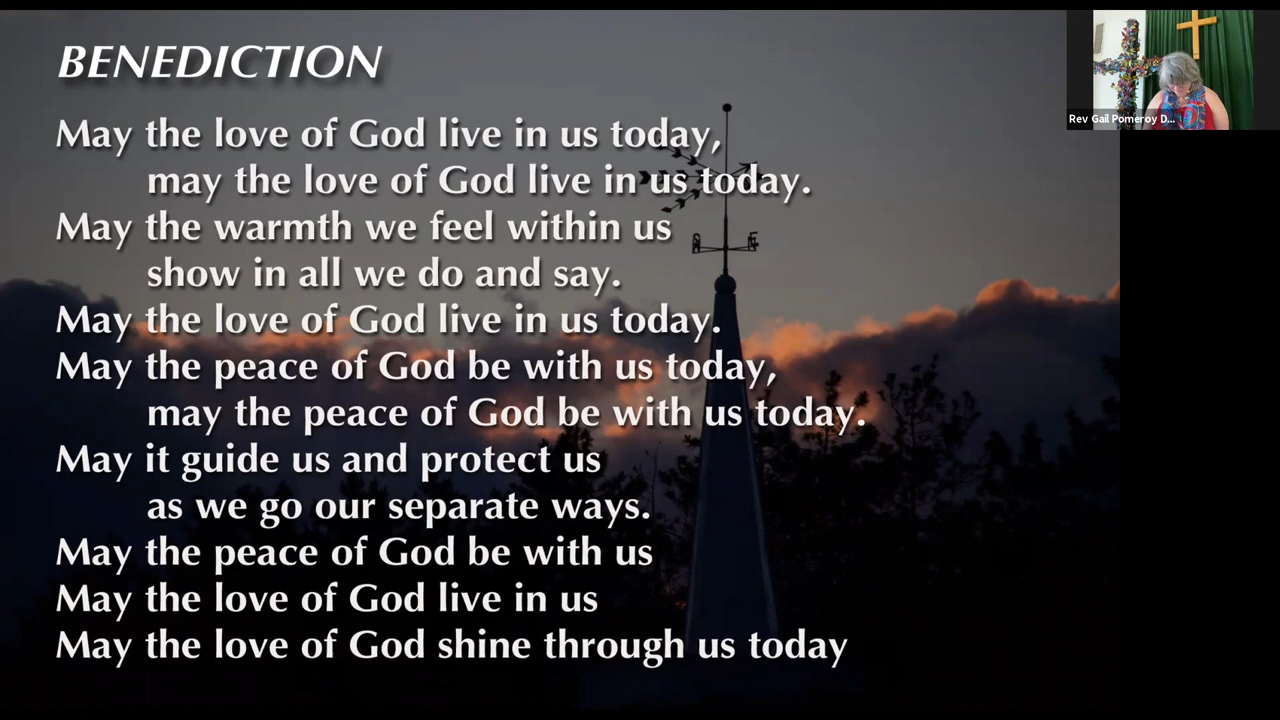 BENEDICTION
May the love of God live in us today,
may the love of God live in us today.
May the warmth we feel within us
show in all we do and say.
May the love of God live in us today.
May the peace of God be with us today,
may the peace of God be with us today.
May it guide us and protect us
as we go our separate ways.
May the peace of God be with us
May the love of God live in us
May the love of God shine through us today
Rev Gail Pomeroy D...